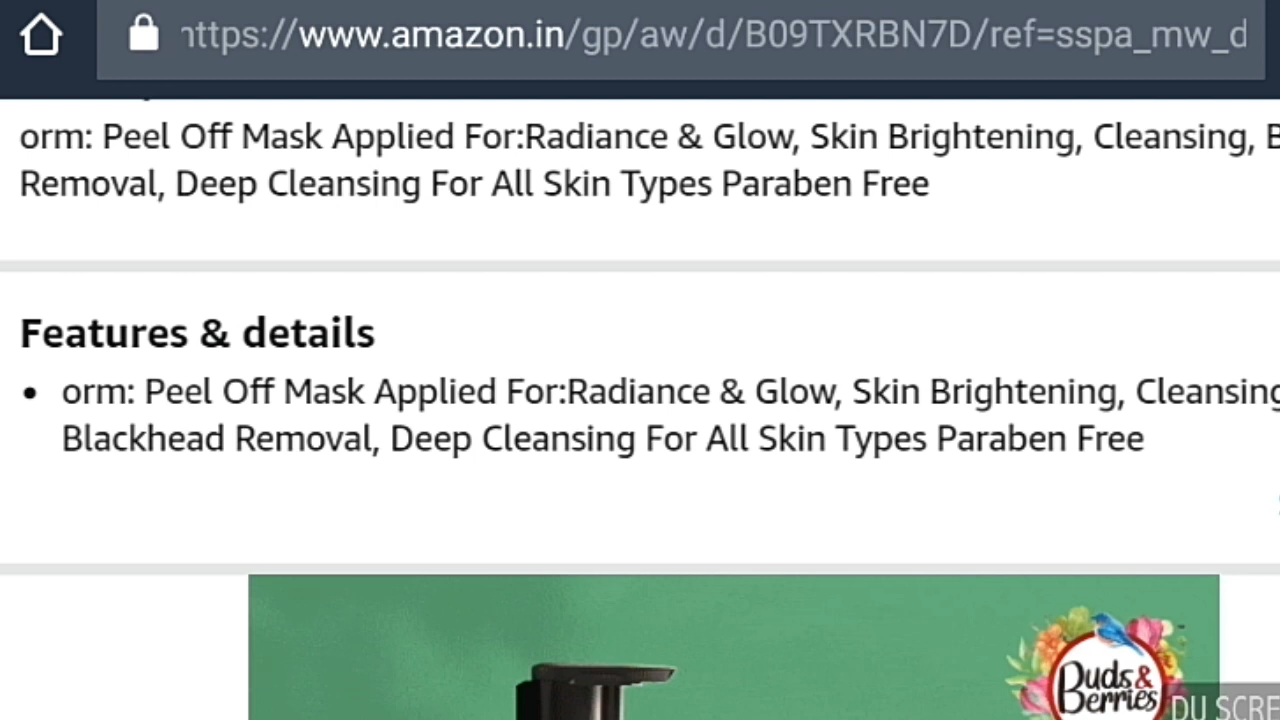 https://www.amazon.in/gp/aw/d/B09TXRBN7D/ref=sspa_mw_d
orm: Peel Off Mask Applied For:Radiance & Glow, Skin Brightening, Cleansing,
Removal, Deep Cleansing For All Skin Types Paraben Free
Features & details
• orm: Peel Off Mask Applied For:Radiance & Glow, Skin Brightening, Cleansing
Blackhead Removal, Deep Cleansing For All Skin Types Paraben Free
Buds &
Berries
DU SCRE